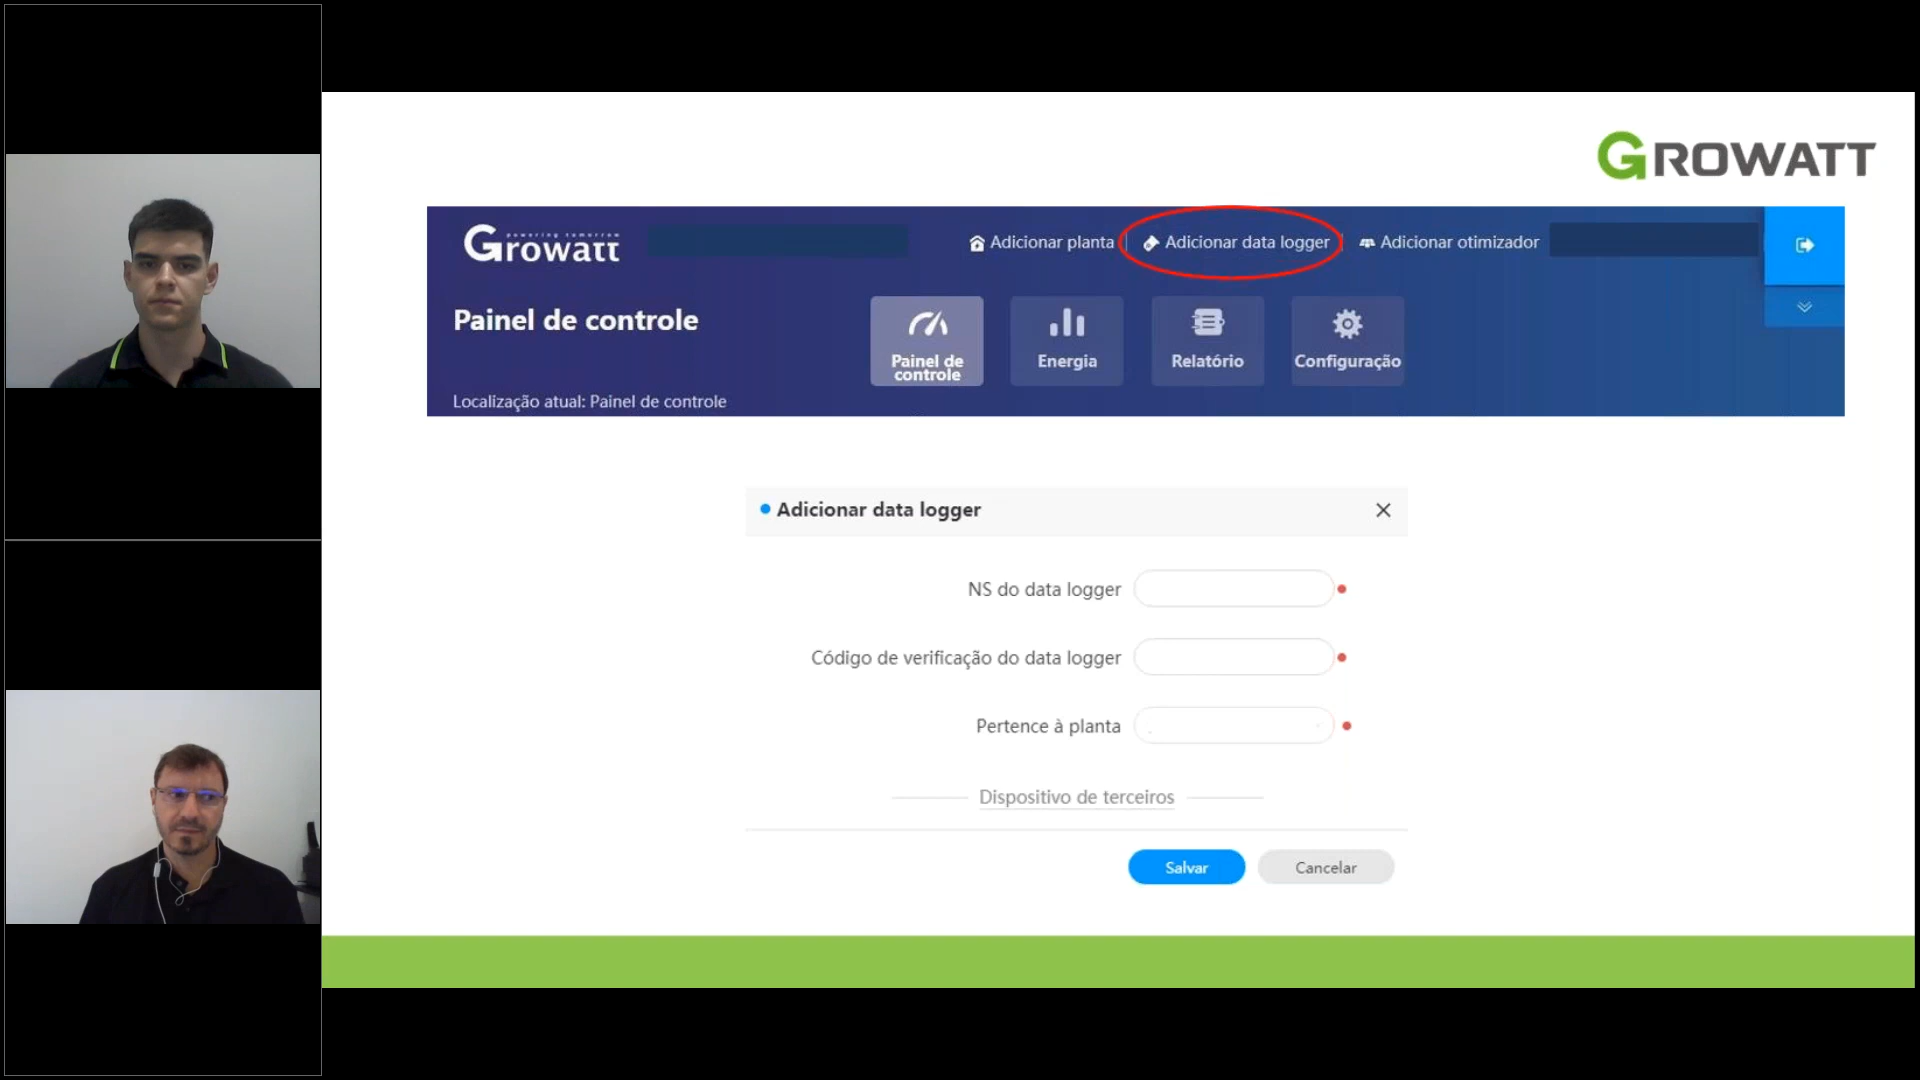 GROWATT
powering tomorrow
Growatt
Adicionar planta
Adicionar data logger
Adicionar otimizador
Painel de controle
Painel de
controle
Energia
Relatório
Configuração
Localização atual: Painel de controle
Adicionar data logger
NS do data logger
Código de verificação do data logger
Pertence à planta
Dispositivo de terceiros
Salvar
Cancelar